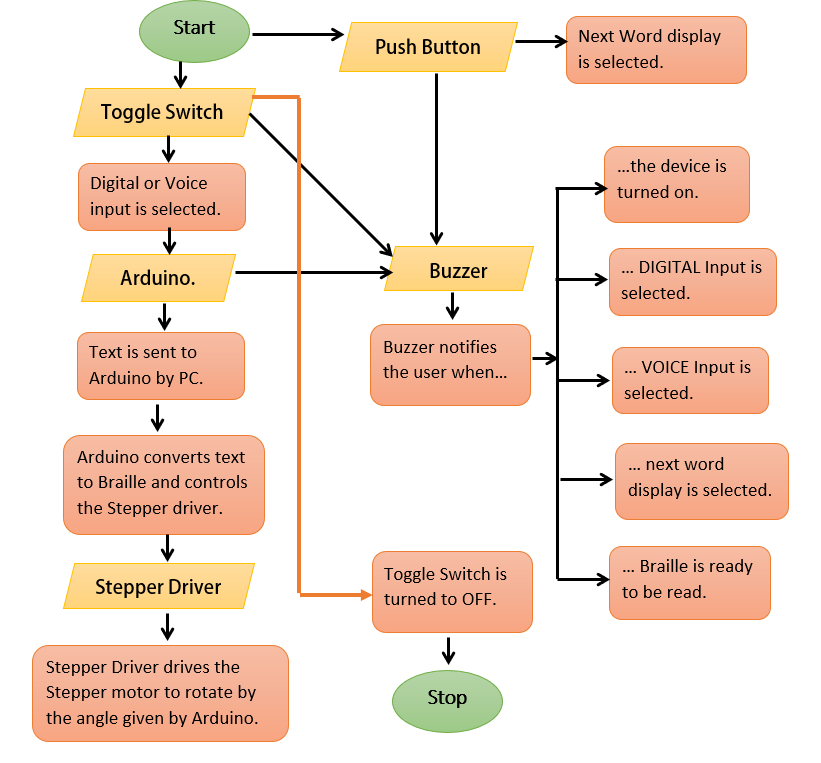 Start
Push Button
Next Word display
is selected.
Toggle Switch
Digital or Voice
input is selected.
Arduino.
Buzzer
Text is sent to
Arduino by PC.
Buzzer notifies
the user when...
...the device is
turned on.
... DIGITAL Input is
selected.
... VOICE Input is
selected.
... next word
display is selected.
... Braille is ready
to be read.
Arduino converts text
to Braille and controls
the Stepper driver.
Stepper Driver
Stepper Driver drives the
Stepper motor to rotate by
the angle given by Arduino.
Toggle Switch is
turned to OFF.
Stop